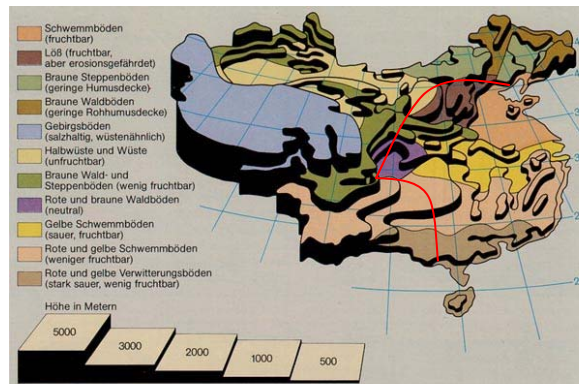 Schwemmböden
(fruchtbar)
Löß (fruchtbar,
aber erosionsgefährdet)
Braune Steppenböden
(geringe Humusdecke)
Braune Waldböden
(geringe Rohhumusdecke)
Gebirgsböden
(salzhaltig, wüstenähnlich)
Halbwüste und Wüste
(unfruchtbar)
Braune Wald- und
Steppenböden (wenig fruchtbar)
Rote und braune Waldböden
(neutral)
Gelbe Schwemmböden
(sauer, fruchtbar)
Rote und gelbe Schwemmböden
(weniger fruchtbar)
Rote und gelbe Verwitterungsböden
(stark sauer, wenig fruchtbar)
Höhe in Metern
5000
3000
2000
1000
500